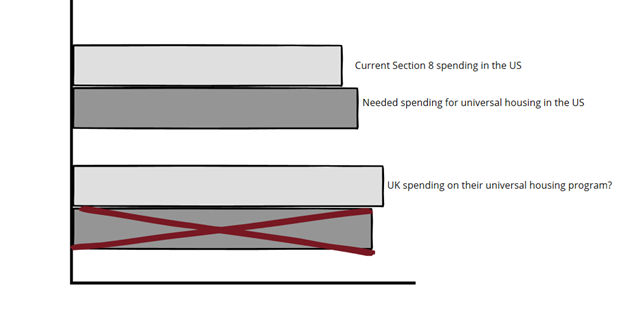 Current Section 8 spending in the US
Needed spending for universal housing in the US
UK spending on their universal housing program?